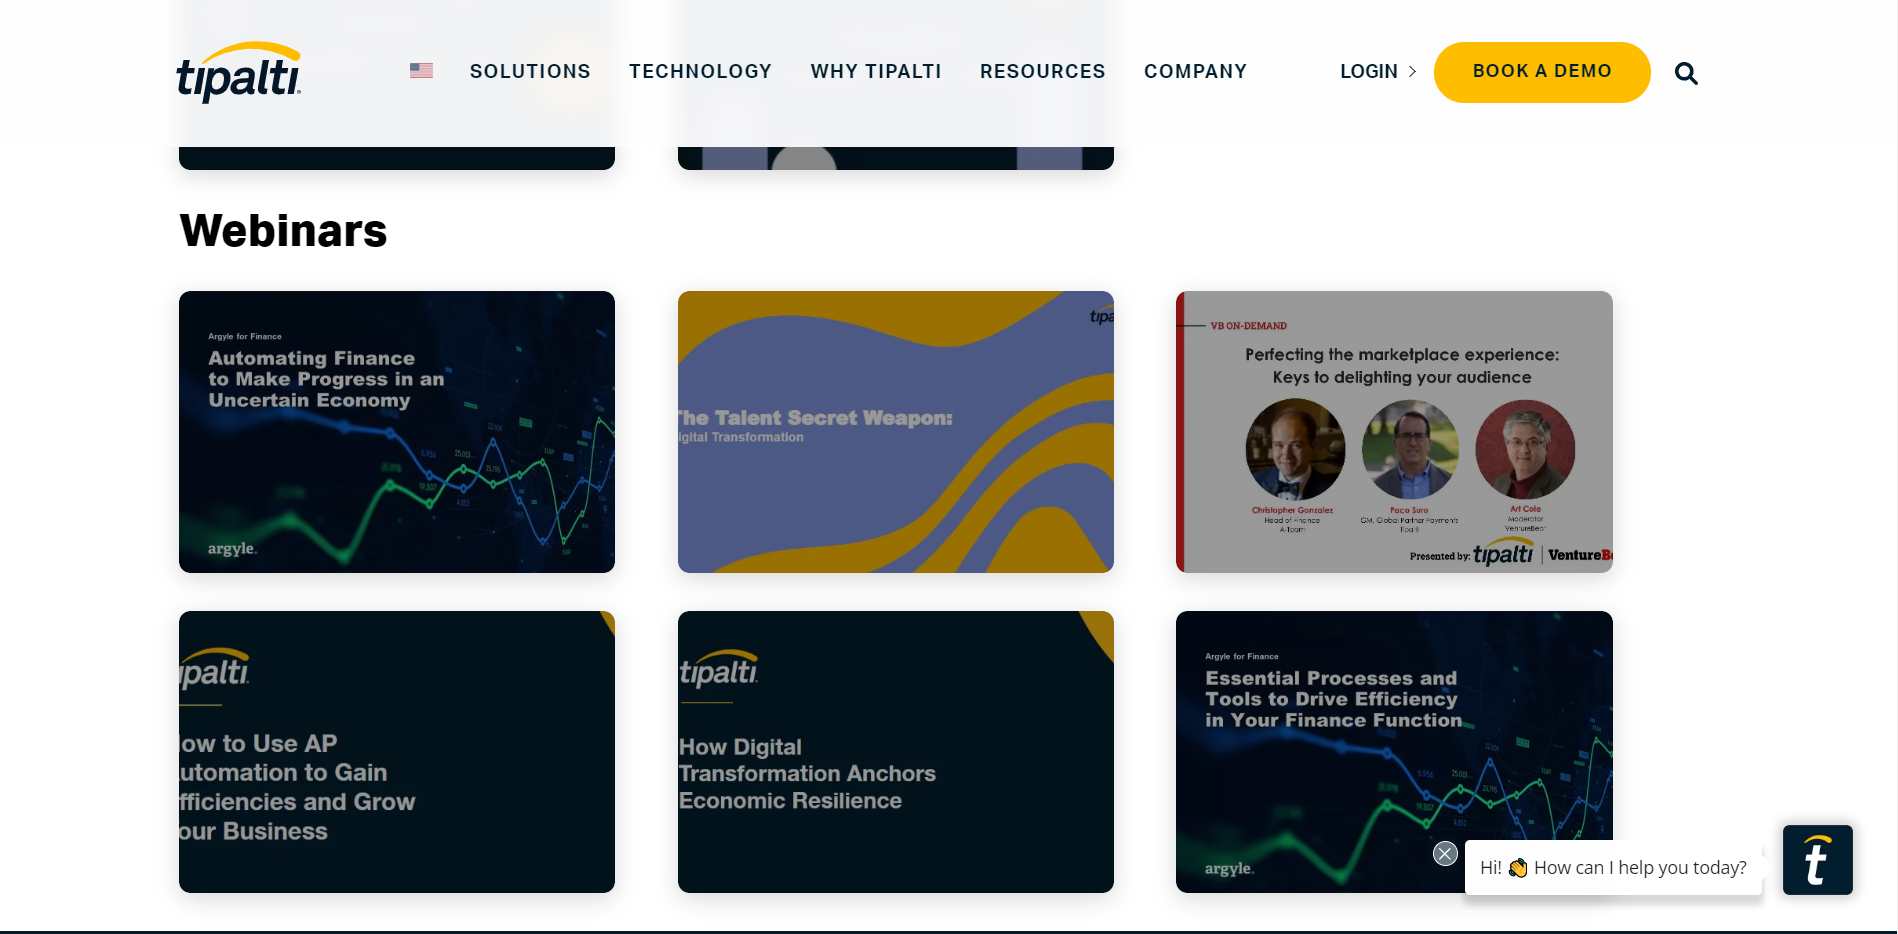 tipalti
SOLUTIONS
TECHNOLOGY
WHY TIPALTI
RESOURCES
COMPANY
LOGIN
BOOK A DEMO
Webinars
Argyle for Finance
Automating Finance
to Make Progress in an
Uncertain Economy
argyle.
The Talent Secret Weapon:
igital Transformation
VB ON-DEMAND
Perfecting the marketplace experience:
Keys to delighting your audience
Christopher Gonzalez
Head of Finance
A-Team
Paco Suro
GM, Global Partner Payments
Tipalti
Art Cole
Moderator
VentureBeat
Presented by: tipalti | VentureBe
ipalti
ow to Use AP
utomation to Gain
fficiencies and Grow
our Business
tipalti
How Digital
Transformation Anchors
Economic Resilience
Argyle for Finance
Essential Processes and
Tools to Drive Efficiency
in Your Finance Function
argyle.
Hi! 👋 How can I help you today?
t